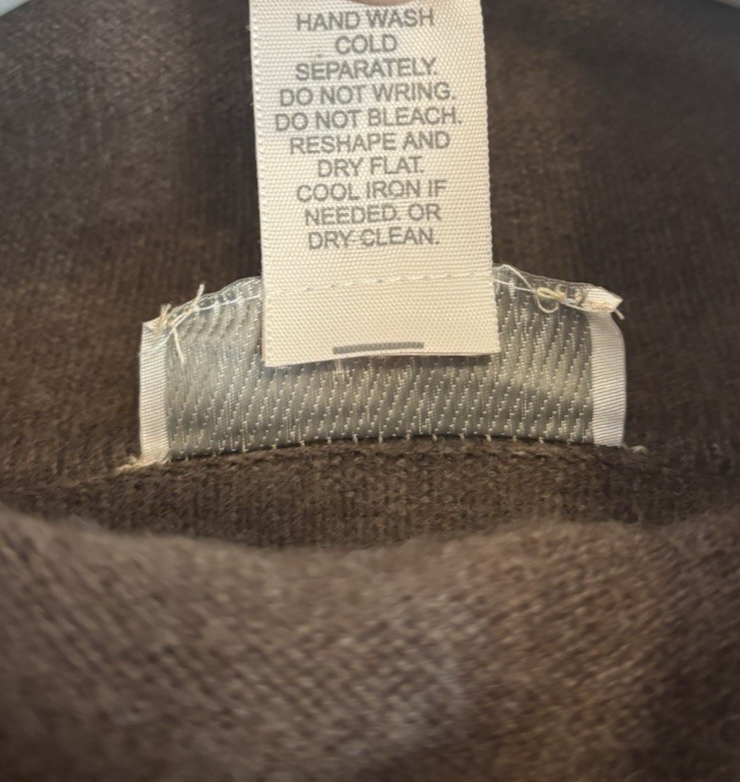 HAND WASH
COLD
SEPARATELY.
DO NOT WRING.
DO NOT BLEACH.
RESHAPE AND
DRY FLAT.
COOL IRON IF
NEEDED. OR
DRY CLEAN.